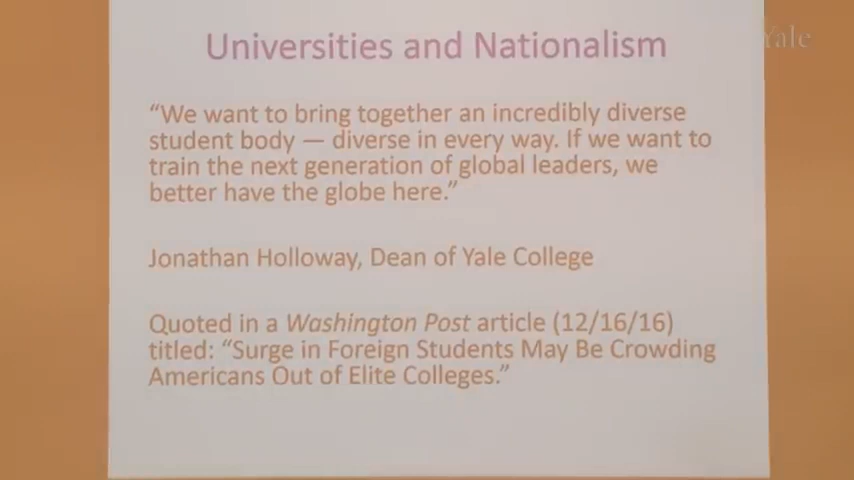 Universities and Nationalism
Yale
“We want to bring together an incredibly diverse
student body — diverse in every way. If we want to
train the next generation of global leaders, we
better have the globe here.”
Jonathan Holloway, Dean of Yale College
Quoted in a Washington Post article (12/16/16)
titled: “Surge in Foreign Students May Be Crowding
Americans Out of Elite Colleges.”